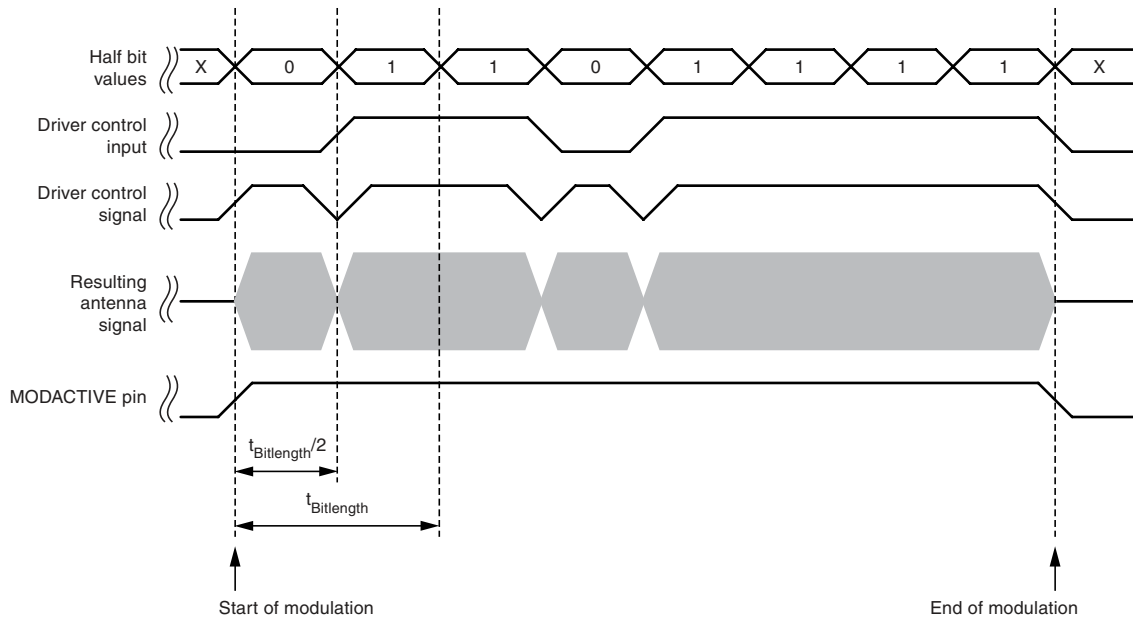 Half bit
values
X 0 1 1 0 1 1 1 1 X
Driver control
input
Driver control
signal
Resulting
antenna
signal
MODACTIVE pin
tBitlength/2
tBitlength
Start of modulation
End of modulation